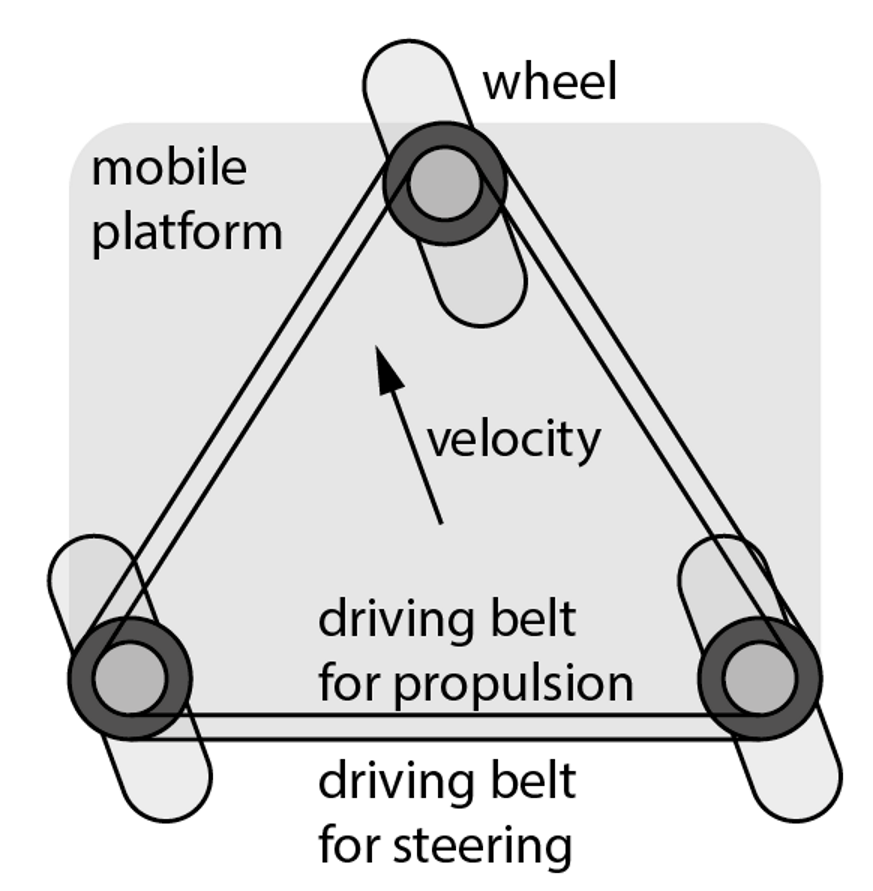 wheel
mobile
platform
velocity
driving belt
for propulsion
driving belt
for steering